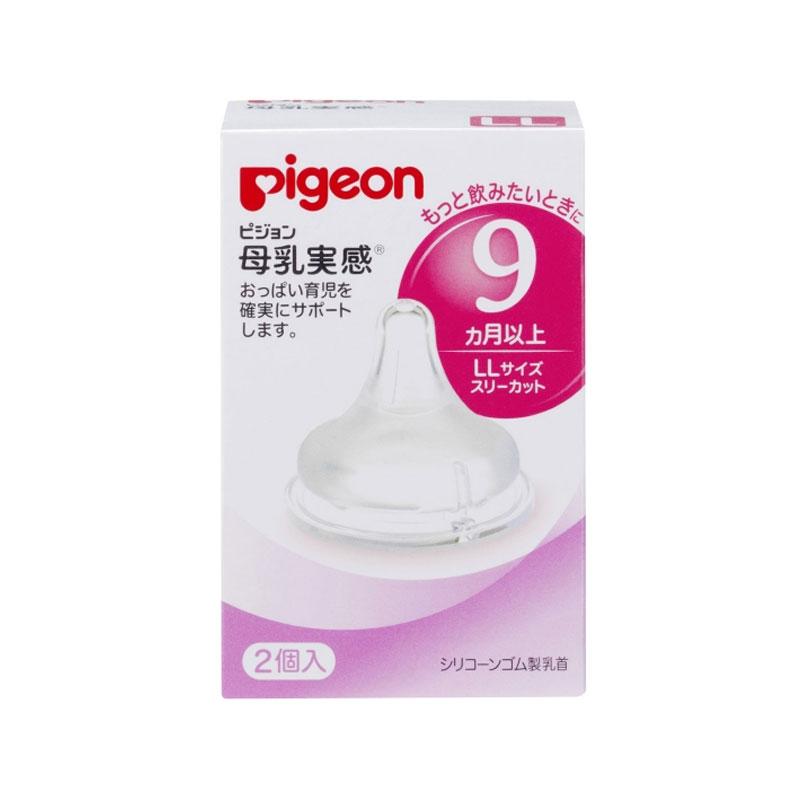 LL
pigeon
もっと飲みたいときに
ピジョン
母乳実感®
おっぱい育児を
確実にサポート
します。
9
カ月以上
LLサイズ
スリーカット
2個入
シリコーンゴム製乳首